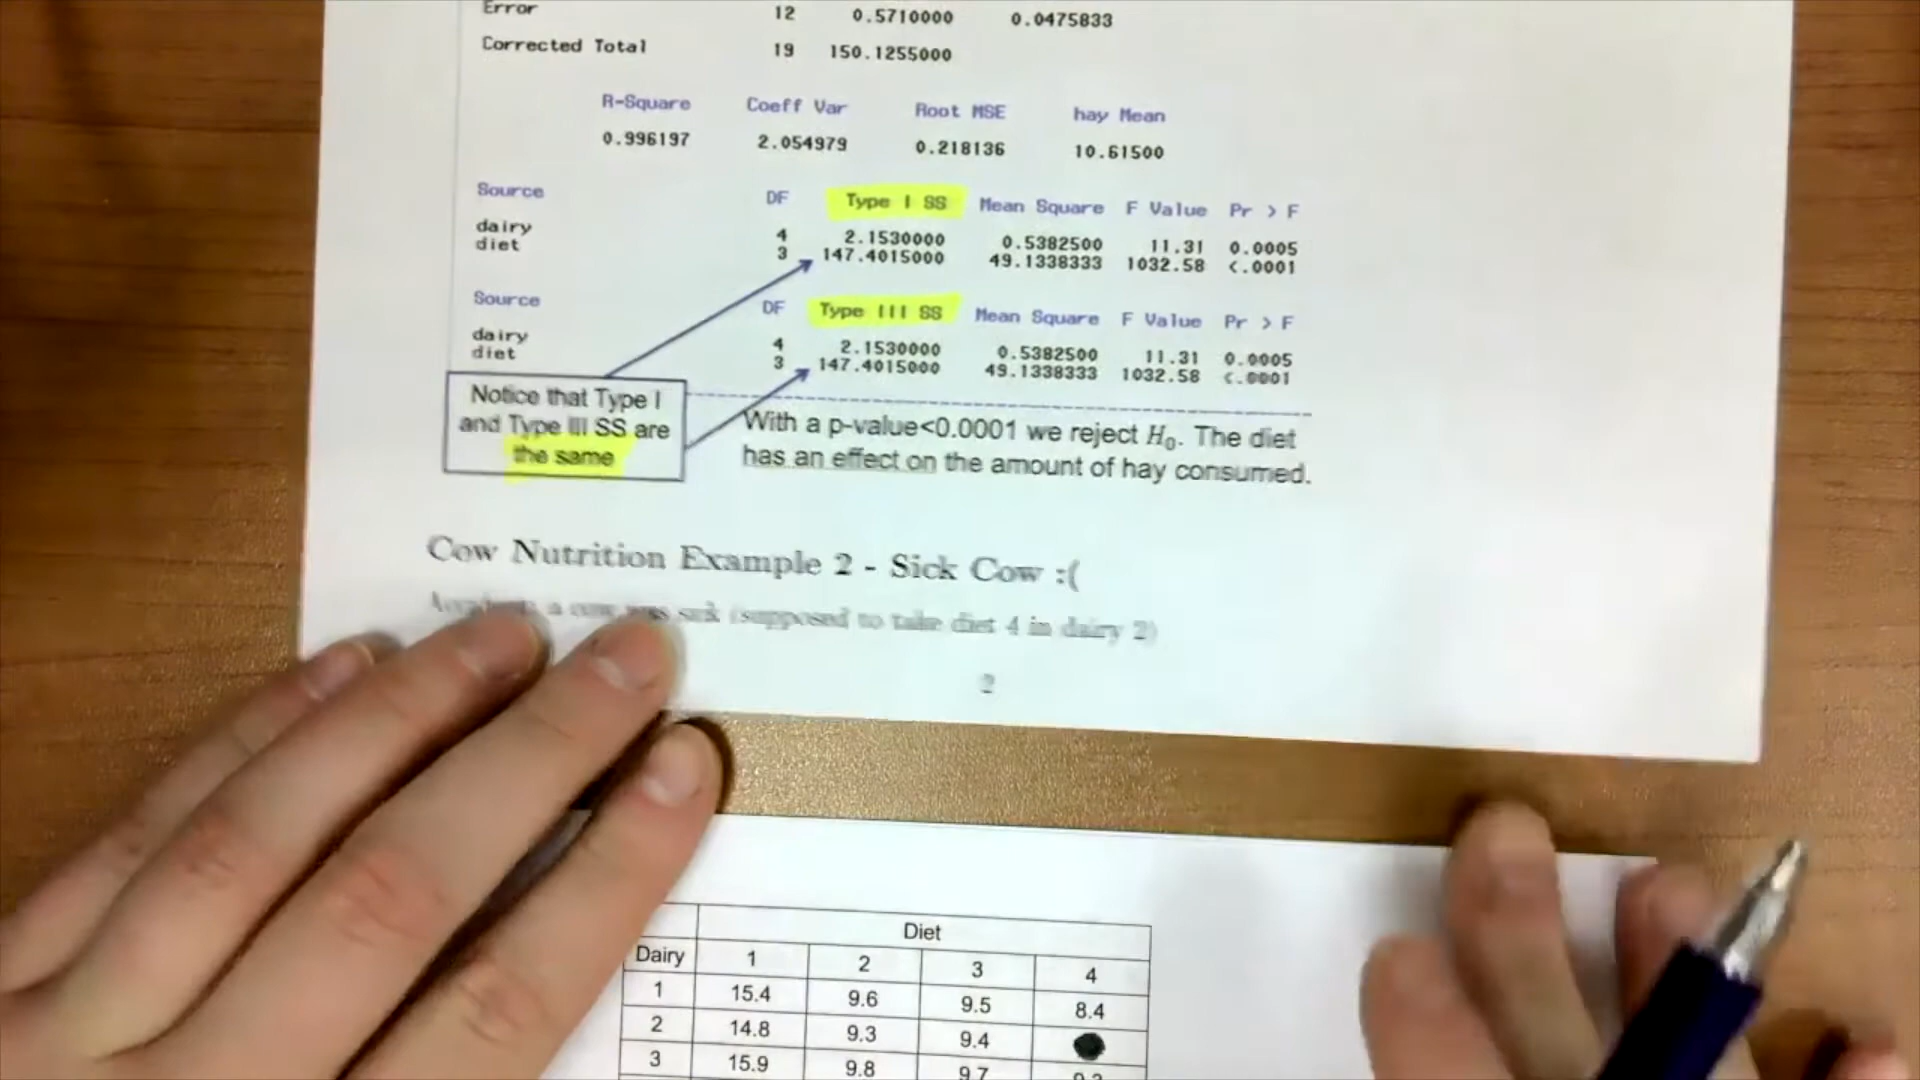 Error 12 0.5710000 0.0475833
Corrected Total 19 150.1255000
R-Square Coeff Var Root MSE hay Mean
0.996197 2.054979 0.218136 10.61500
Source DF Type I SS Mean Square F Value Pr > F
dairy 4 2.1530000 0.5382500 11.31 0.0005
diet 3 147.4015000 49.1338333 1032.58 <.0001
Source DF Type III SS Mean Square F Value Pr > F
dairy 4 2.1530000 0.5382500 11.31 0.0005
diet 3 147.4015000 49.1338333 1032.58 <.0001
Notice that Type I
and Type III SS are
the same
With a p-value<0.0001 we reject H₀. The diet
has an effect on the amount of hay consumed.
Cow Nutrition Example 2 - Sick Cow :(
a cow was sick (supposed to take diet 4 in dairy 2)
2
Diet
Dairy 1 2 3 4
1 15.4 9.6 9.5 8.4
2 14.8 9.3 9.4
3 15.9 9.8 9.7